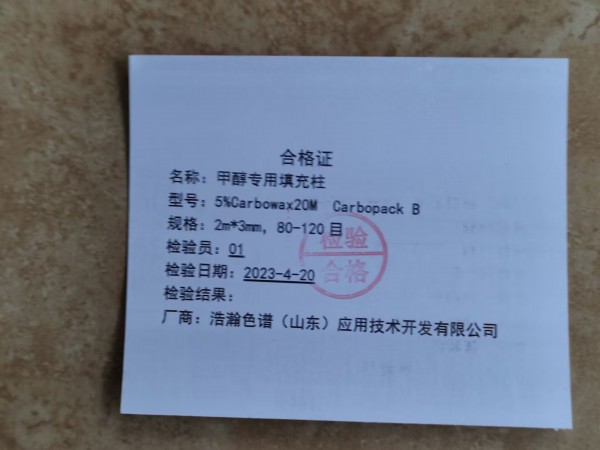 合格证
名称：甲醇专用填充柱
型号：5%Carbowax20M  Carbopack B
规格：2m*3mm，80-120 目
检验员：01
检验日期：2023-4-20
检验结果：
检验
合格
厂商：浩瀚色谱（山东）应用技术开发有限公司